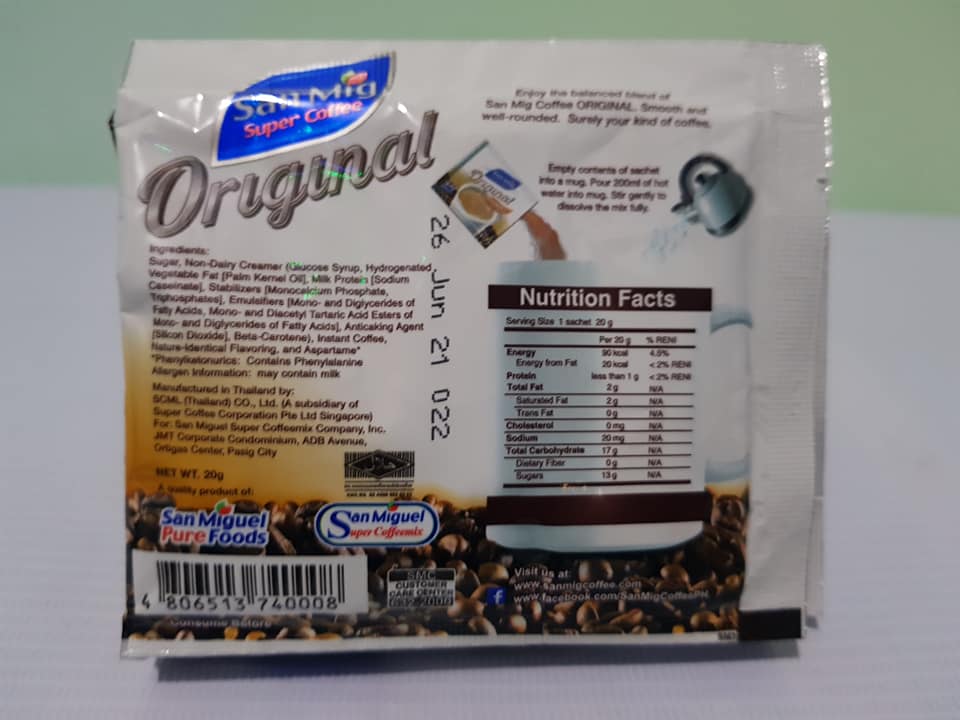 San Mig
Super Coffee
Original
Enjoy the balanced blend of
San Mig Coffee ORIGINAL. Smooth and
well-rounded. Surely your kind of coffee.
Empty contents of sachet
into a mug. Pour 200ml of hot
water into mug. Stir gently to
dissolve the mix fully.
Original
Ingredients:
Sugar, Non-Dairy Creamer (Glucose Syrup, Hydrogenated
Vegetable Fat [Palm Kernel Oil], Milk Protein [Sodium
Caseinate], Stabilizers [Monocalcium Phosphate,
Triphosphates], Emulsifiers [Mono- and Diglycerides of
Fatty Acids, Mono- and Diacetyl Tartaric Acid Esters of
Mono- and Diglycerides of Fatty Acids], Anticaking Agent
[Silicon Dioxide], Beta-Carotene), Instant Coffee,
Nature-Identical Flavoring, and Aspartame*
*Phenylketonurics: Contains Phenylalanine
Allergen Information: may contain milk
Manufactured in Thailand by:
SCML (Thailand) CO., Ltd. (A subsidiary of
Super Coffee Corporation Pte Ltd Singapore)
For: San Miguel Super Coffeemix Company, Inc.
JMT Corporate Condominium, ADB Avenue,
Ortigas Center, Pasig City
NET WT. 20g
A quality product of:
San Miguel
PureFoods
San Miguel
Super Coffeemix
26 Jun 21 022
Nutrition Facts
Serving Size 1 sachet 20 g
Per 20 g % RENI
Energy 90 kcal 4.5%
Energy from Fat 20 kcal <2% RENI
Protein less than 1 g <2% RENI
Total Fat 2 g N/A
Saturated Fat 2 g N/A
Trans Fat 0 g N/A
Cholesterol 0 mg N/A
Sodium 20 mg N/A
Total Carbohydrate 17 g N/A
Dietary Fiber 0 g N/A
Sugars 13 g N/A
4 806513 740008
Consume Before
SMC
CUSTOMER
CARE CENTER
632-2000
Visit us at:
www.sanmigcoffee.com
www.facebook.com/SanMigCoffeePH